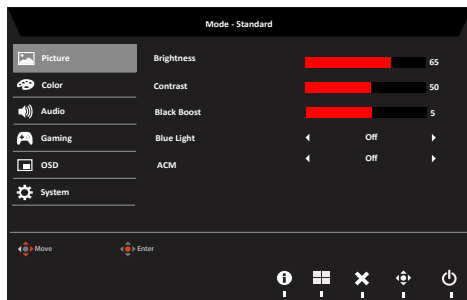 Mode - Standard
Picture
Brightness 65
Color
Contrast 50
Audio
Black Boost 5
Gaming
Blue Light Off
OSD
ACM Off
System
Move Enter